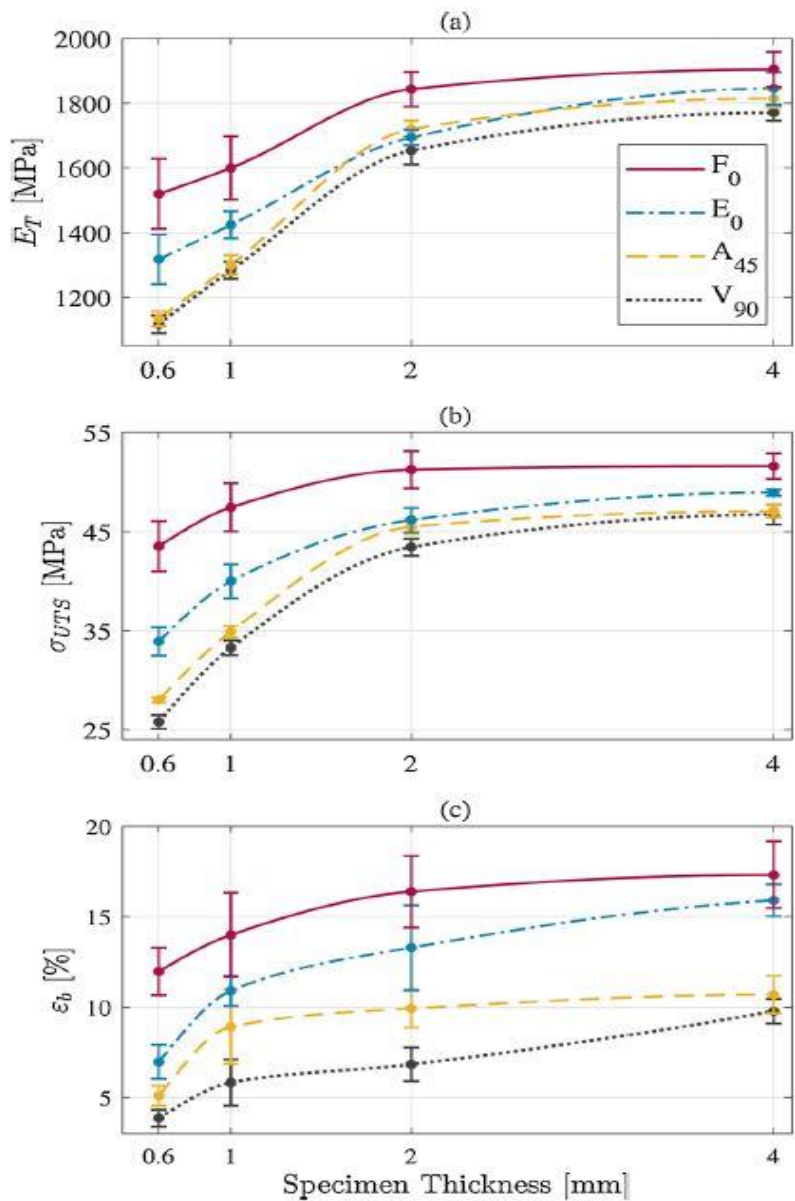 (a)
2000
1800
1600
1400
1200
E_T [MPa]
F_0
E_0
A_45
V_90
0.6 1 2 4
(b)
55
45
35
25
σ_UTS [MPa]
0.6 1 2 4
(c)
20
15
10
5
ε_b [%]
0.6 1 2 4
Specimen Thickness [mm]